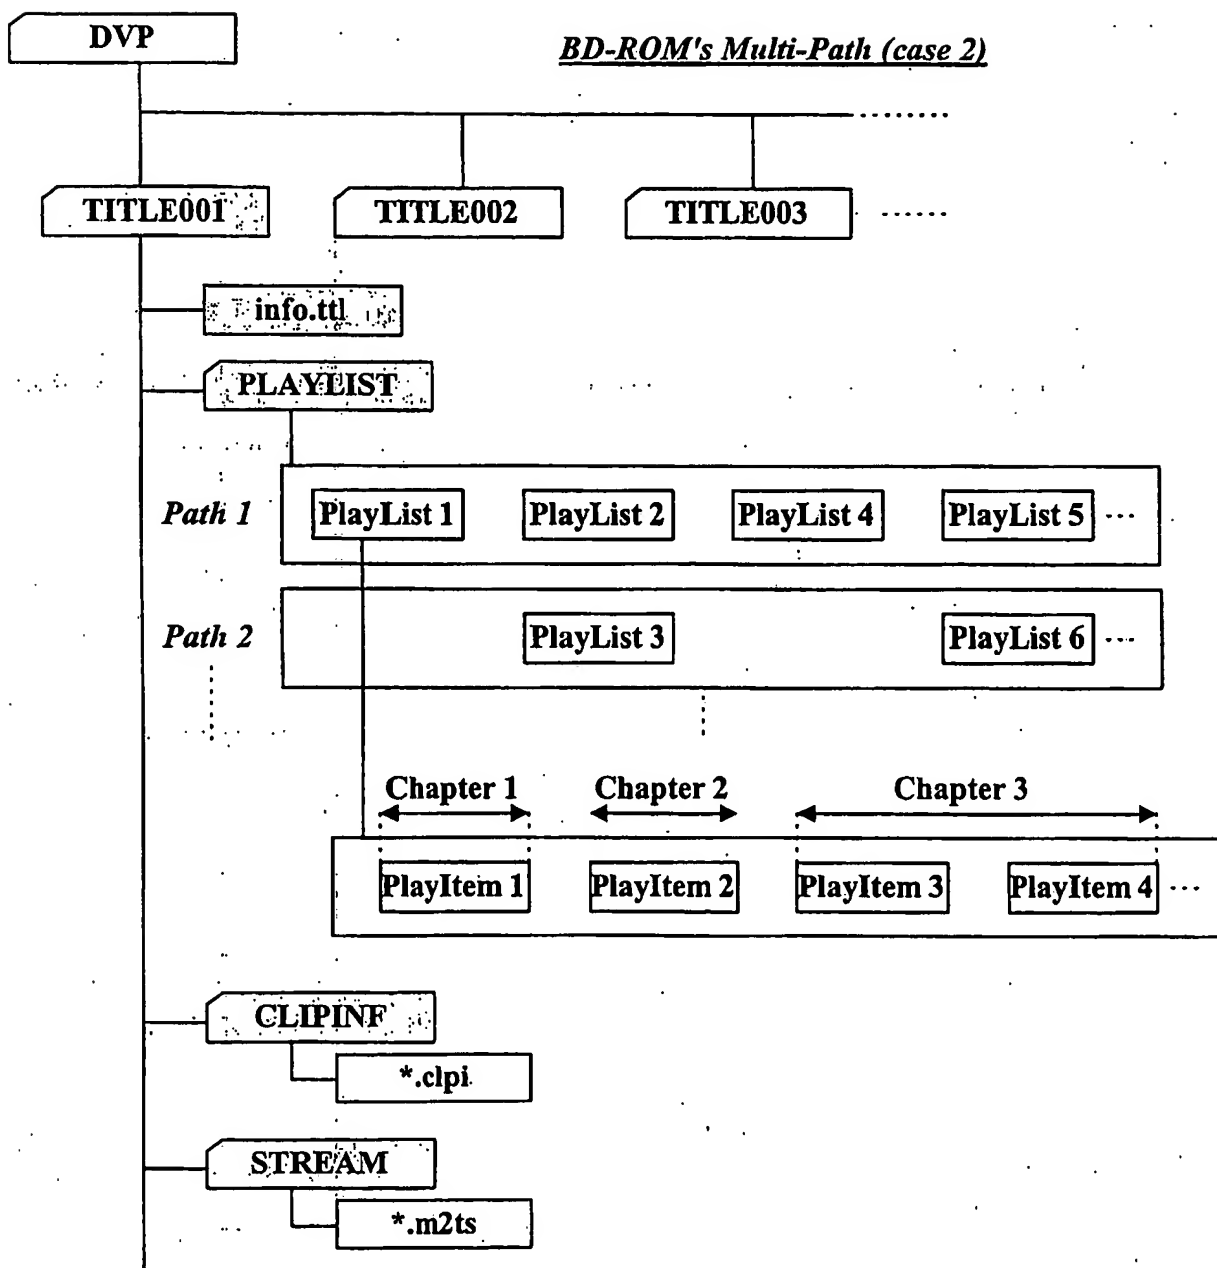 DVP
BD-ROM's Multi-Path (case 2)
TITLE001 TITLE002 TITLE003
info.ttl
PLAYLIST
Path 1 PlayList 1 PlayList 2 PlayList 4 PlayList 5 ...
Path 2 PlayList 3 PlayList 6 ...
Chapter 1 Chapter 2 Chapter 3
PlayItem 1 PlayItem 2 PlayItem 3 PlayItem 4 ...
CLIPINF
*.clpi
STREAM
*.m2ts